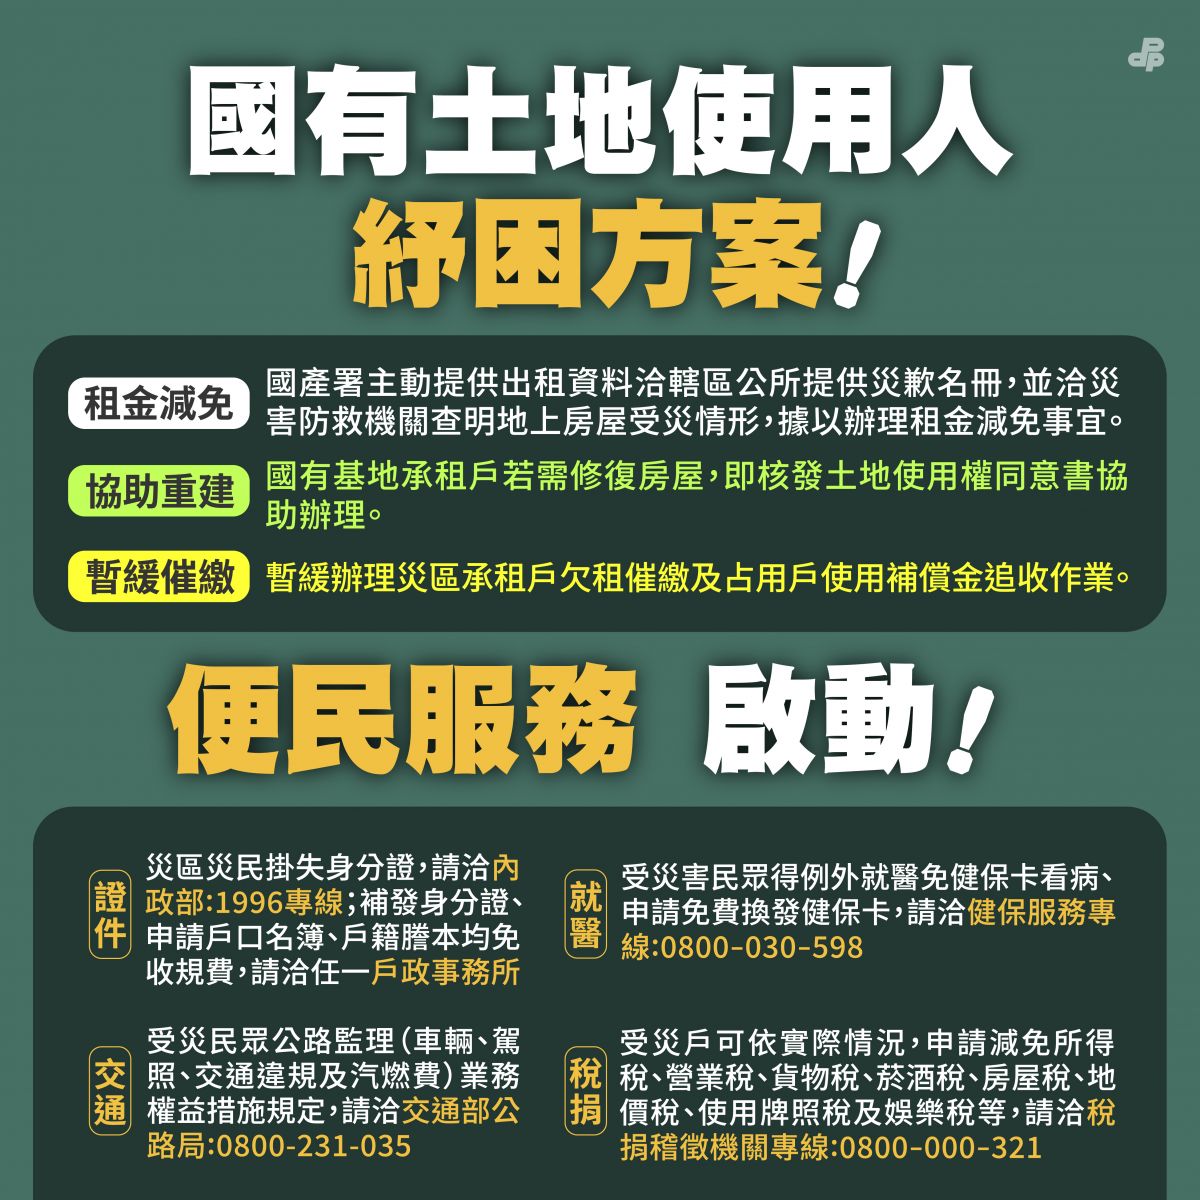 國有土地使用人
紓困方案!
租金減免
國產署主動提供出租資料洽轄區公所提供災歉名冊,並洽災
害防救機關查明地上房屋受災情形,據以辦理租金減免事宜。
協助重建
國有基地承租戶若需修復房屋,即核發土地使用權同意書協
助辦理。
暫緩催繳
暫緩辦理災區承租戶欠租催繳及占用戶使用補償金追收作業。
便民服務 啟動!
證件
災區災民掛失身分證,請洽內
政部:1996專線;補發身分證、
申請戶口名簿、戶籍謄本均免
收規費,請洽任一戶政事務所
就醫
受災害民眾得例外就醫免健保卡看病、
申請免費換發健保卡,請洽健保服務專
線:0800-030-598
交通
受災民眾公路監理(車輛、駕
照、交通違規及汽燃費)業務
權益措施規定,請洽交通部公
路局:0800-231-035
稅捐
受災戶可依實際情況,申請減免所得
稅、營業稅、貨物稅、菸酒稅、房屋稅、地
價稅、使用牌照稅及娛樂稅等,請洽稅
捐稽徵機關專線:0800-000-321